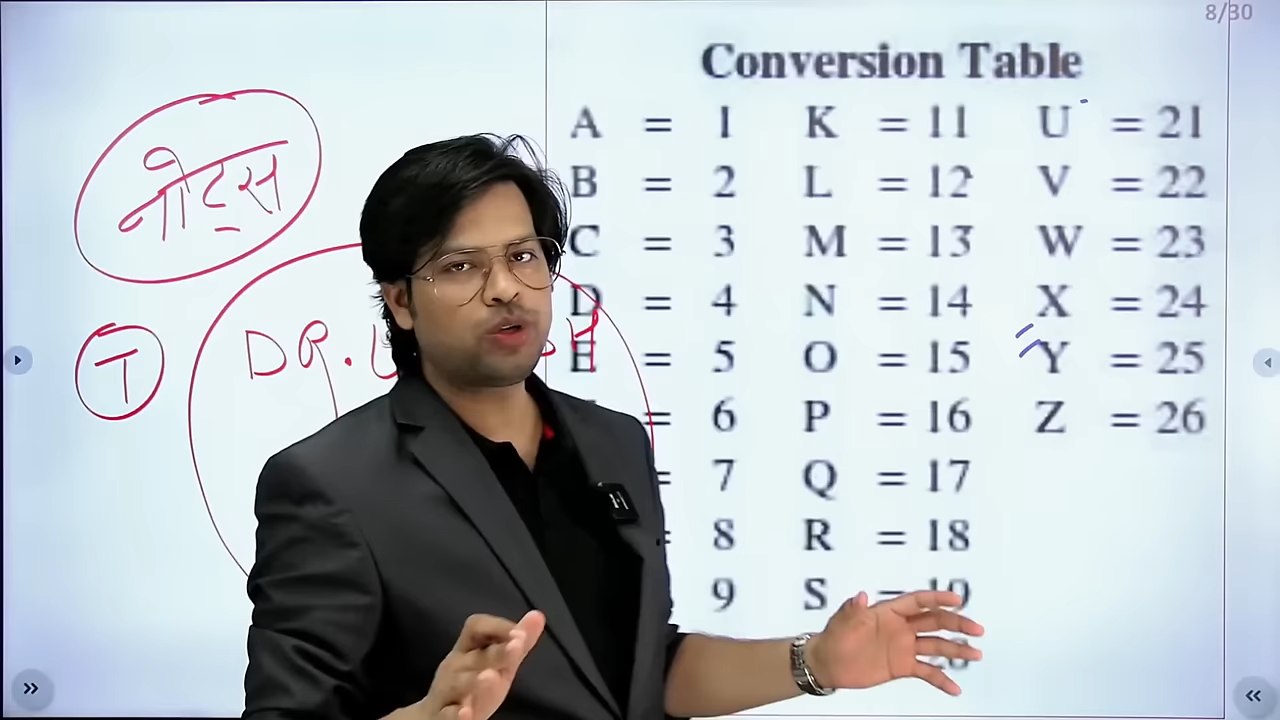 8/30
Conversion Table
A = 1 K = 11 U = 21
B = 2 L = 12 V = 22
C = 3 M = 13 W = 23
D = 4 N = 14 X = 24
E = 5 O = 15 Y = 25
= 6 P = 16 Z = 26
= 7 Q = 17
= 8 R = 18
9 S = 19
नोट्स
T
H